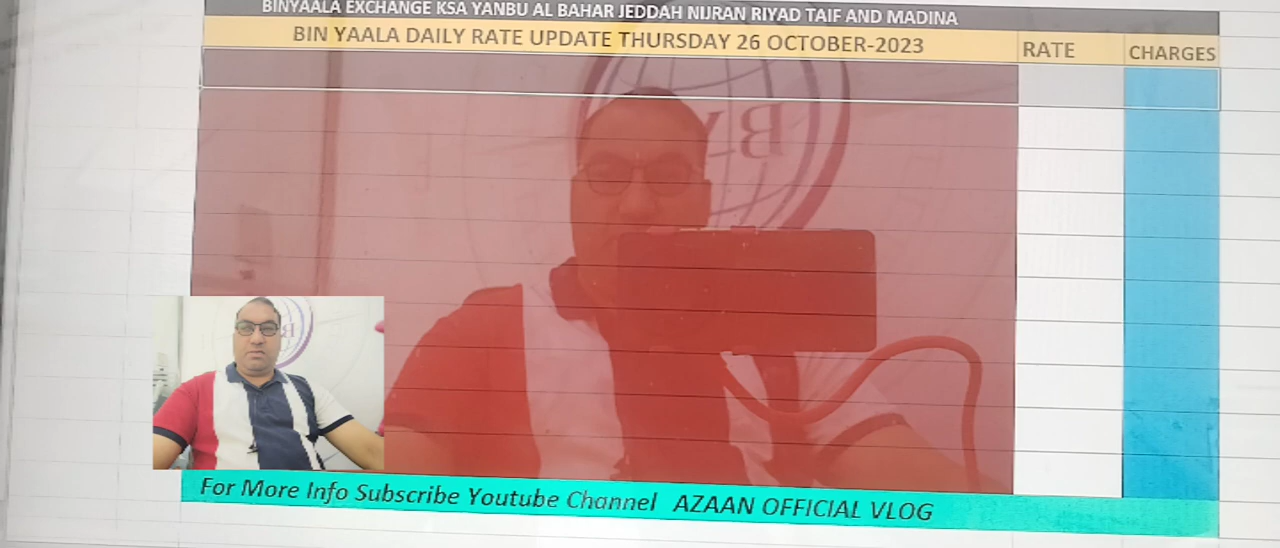 BINYAALA EXCHANGE KSA YANBU AL BAHAR JEDDAH NIJRAN RIYAD TAIF AND MADINA
BIN YAALA DAILY RATE UPDATE THURSDAY 26 OCTOBER-2023 RATE CHARGES
For More Info Subscribe Youtube Channel AZAAN OFFICIAL VLOG